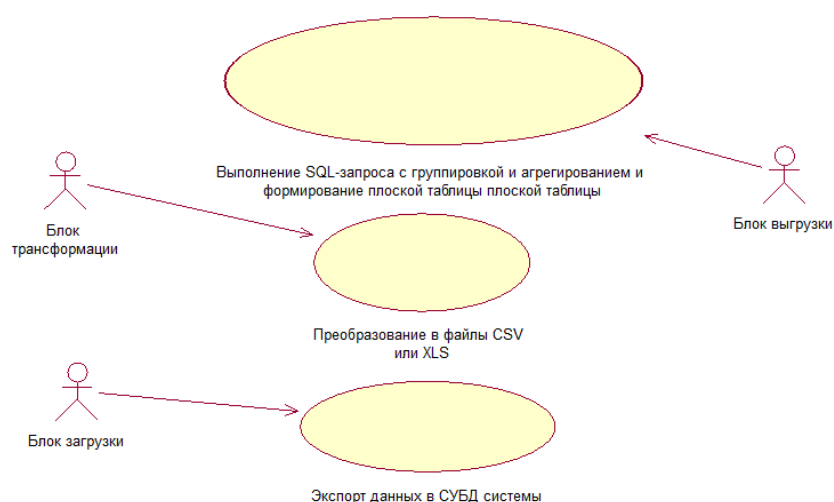 Выполнение SQL-запроса с группировкой и агрегированием и
формирование плоской таблицы плоской таблицы
Блок
трансформации
Блок выгрузки
Преобразование в файлы CSV
или XLS
Блок загрузки
Экспорт данных в СУБД системы